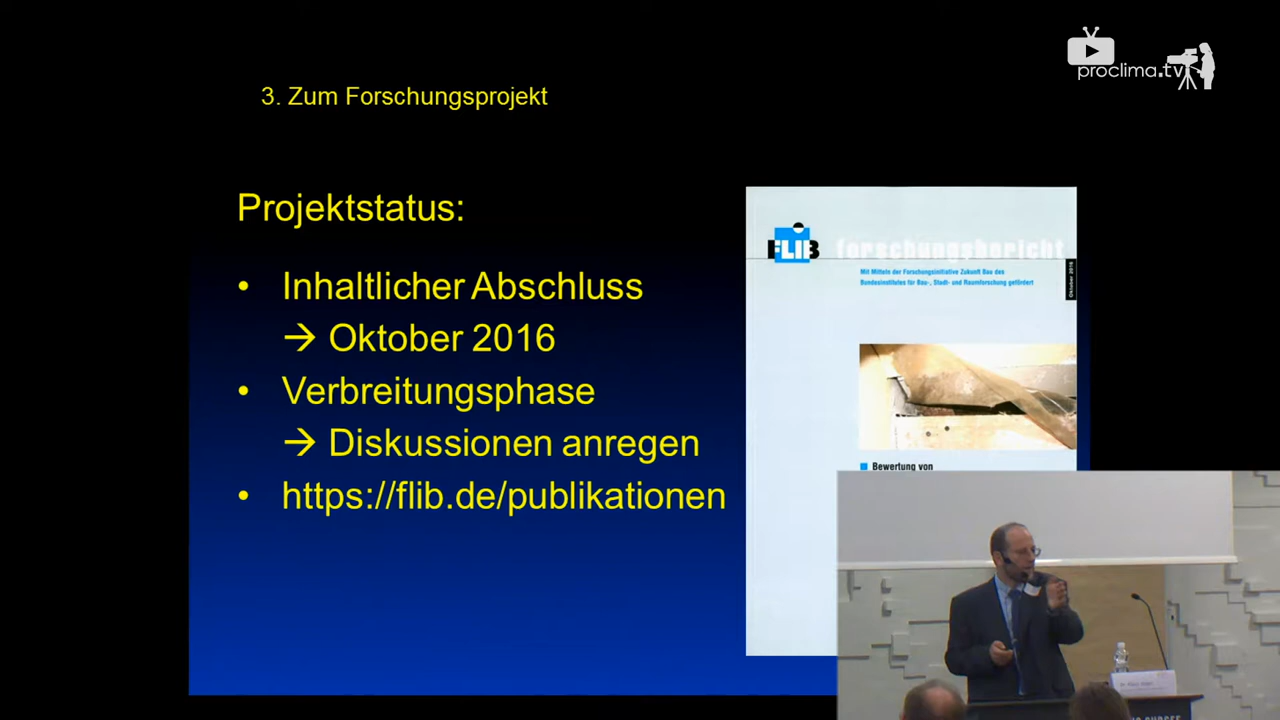 proclima.tv
3. Zum Forschungsprojekt
Projektstatus:
• Inhaltlicher Abschluss
→ Oktober 2016
• Verbreitungsphase
→ Diskussionen anregen
• https://flib.de/publikationen
FLIB forschungsbericht
Mit Mitteln der Forschungsinitiative Zukunft Bau des
Bundesinstitutes für Bau-, Stadt- und Raumforschung gefördert
Oktober 2016
Bewertung von